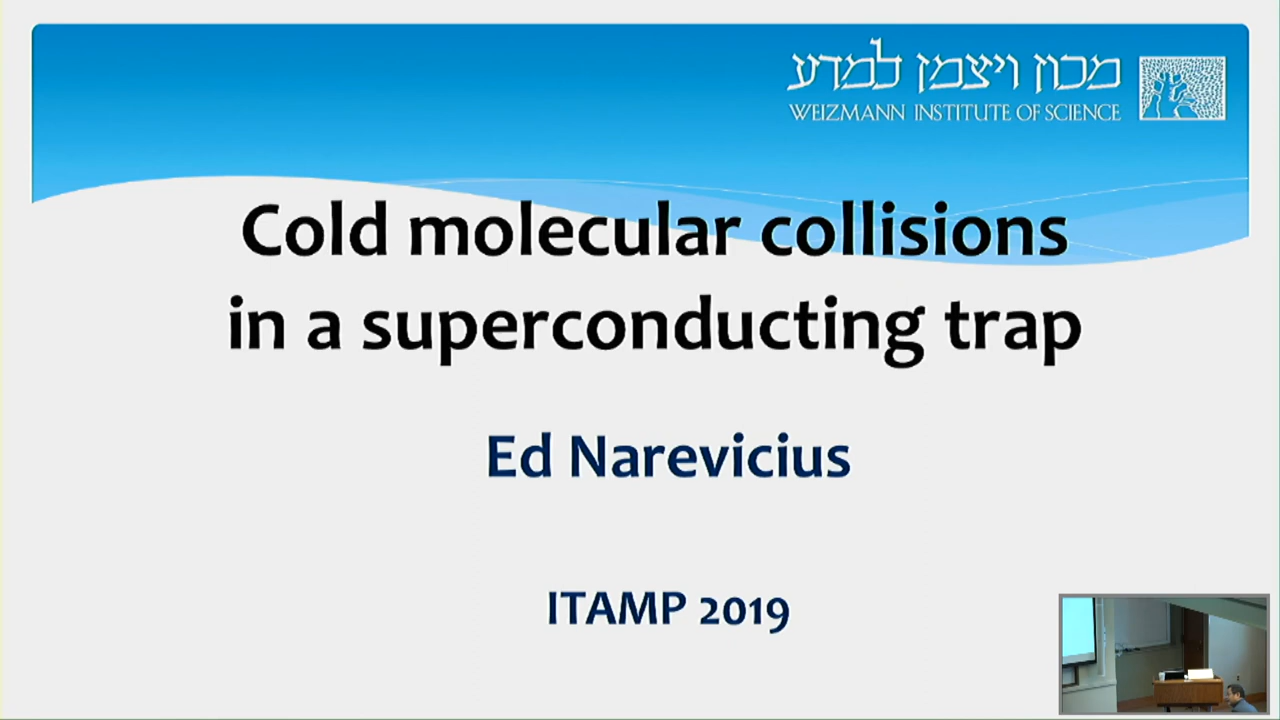 מכון ויצמן למדע
WEIZMANN INSTITUTE OF SCIENCE
Cold molecular collisions
in a superconducting trap
Ed Narevicius
ITAMP 2019